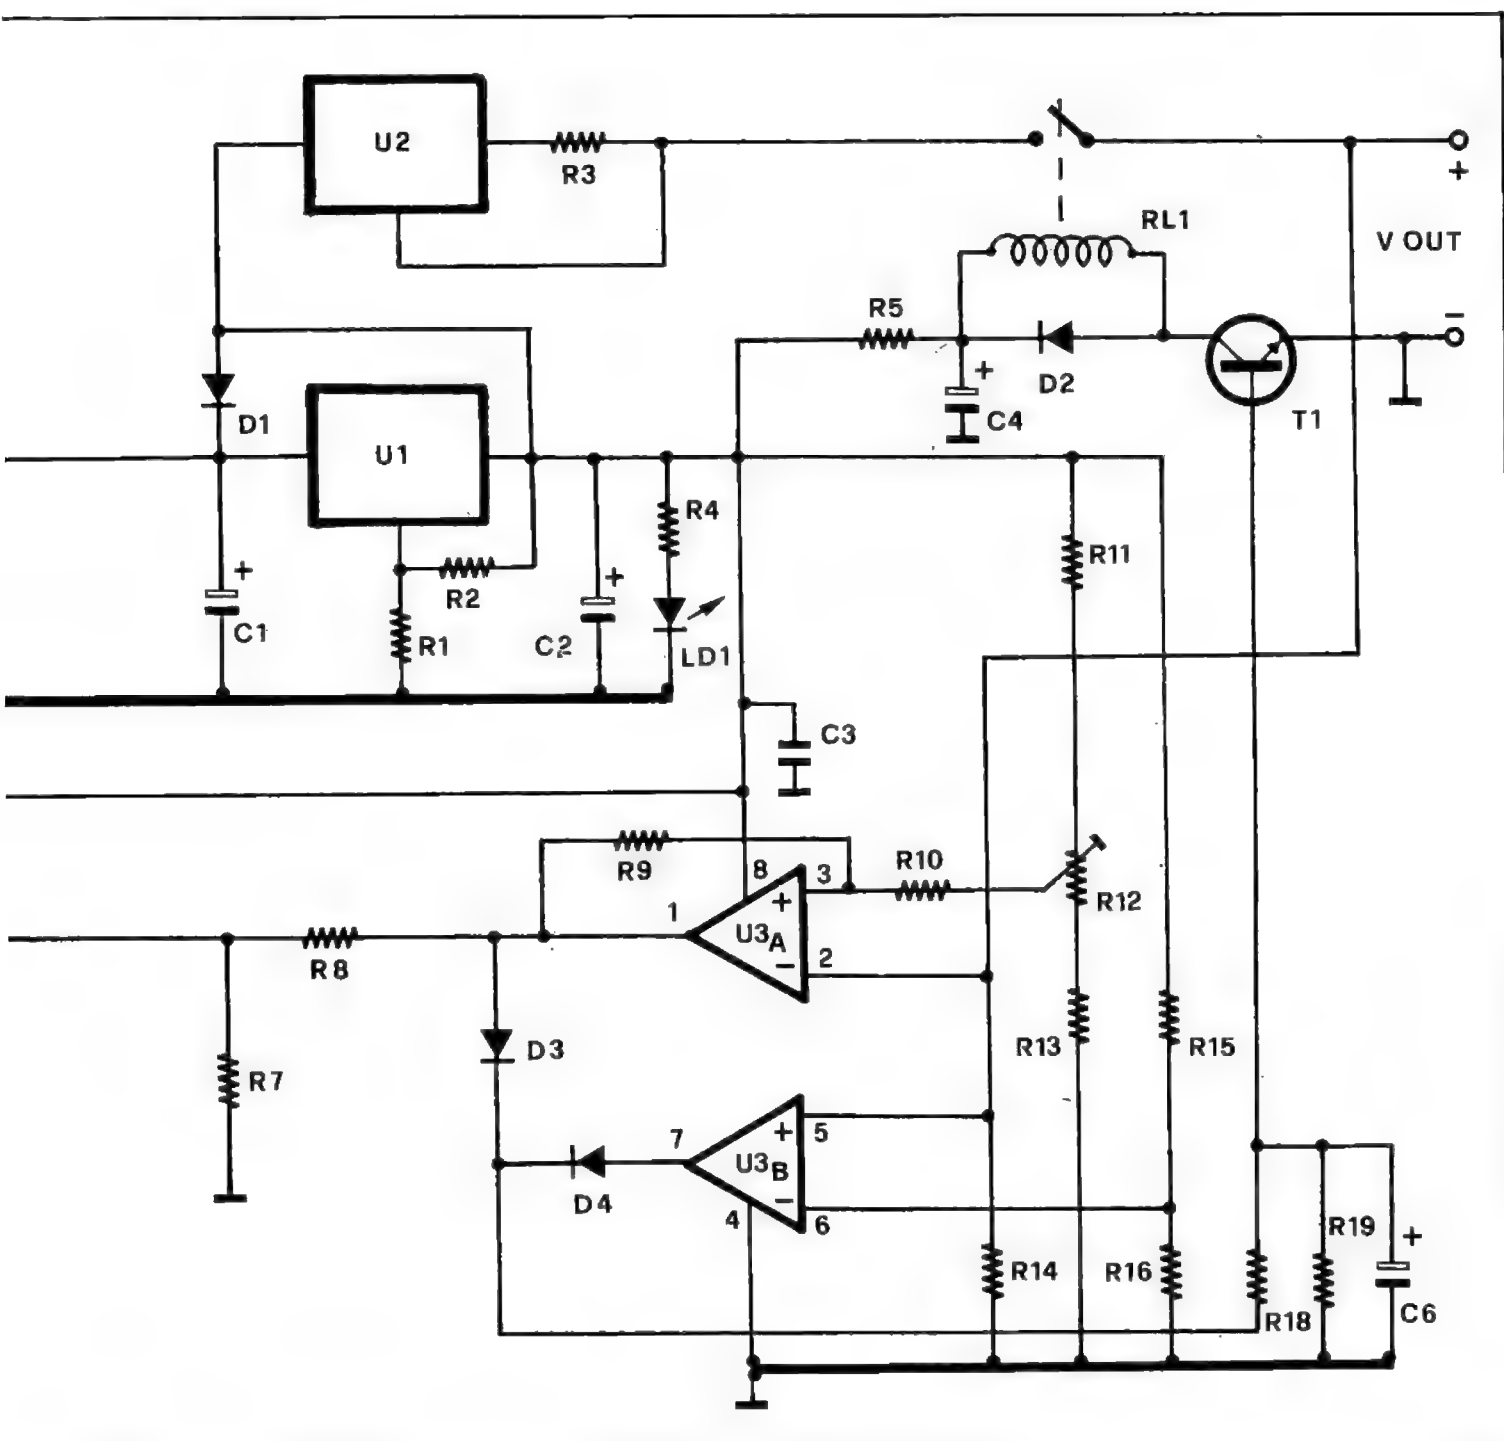 U2
R3
+
RL1
V OUT
R5
–
+
D2
C4
T1
D1
U1
R4
R11
+
R2
+
C1
R1
C2
LD1
C3
R9
8
3
R10
+
R12
1
U3A
–
2
R8
R13
R15
D3
R7
+
5
7
U3B
–
D4
4
6
R19
+
R14
R16
C6
R18